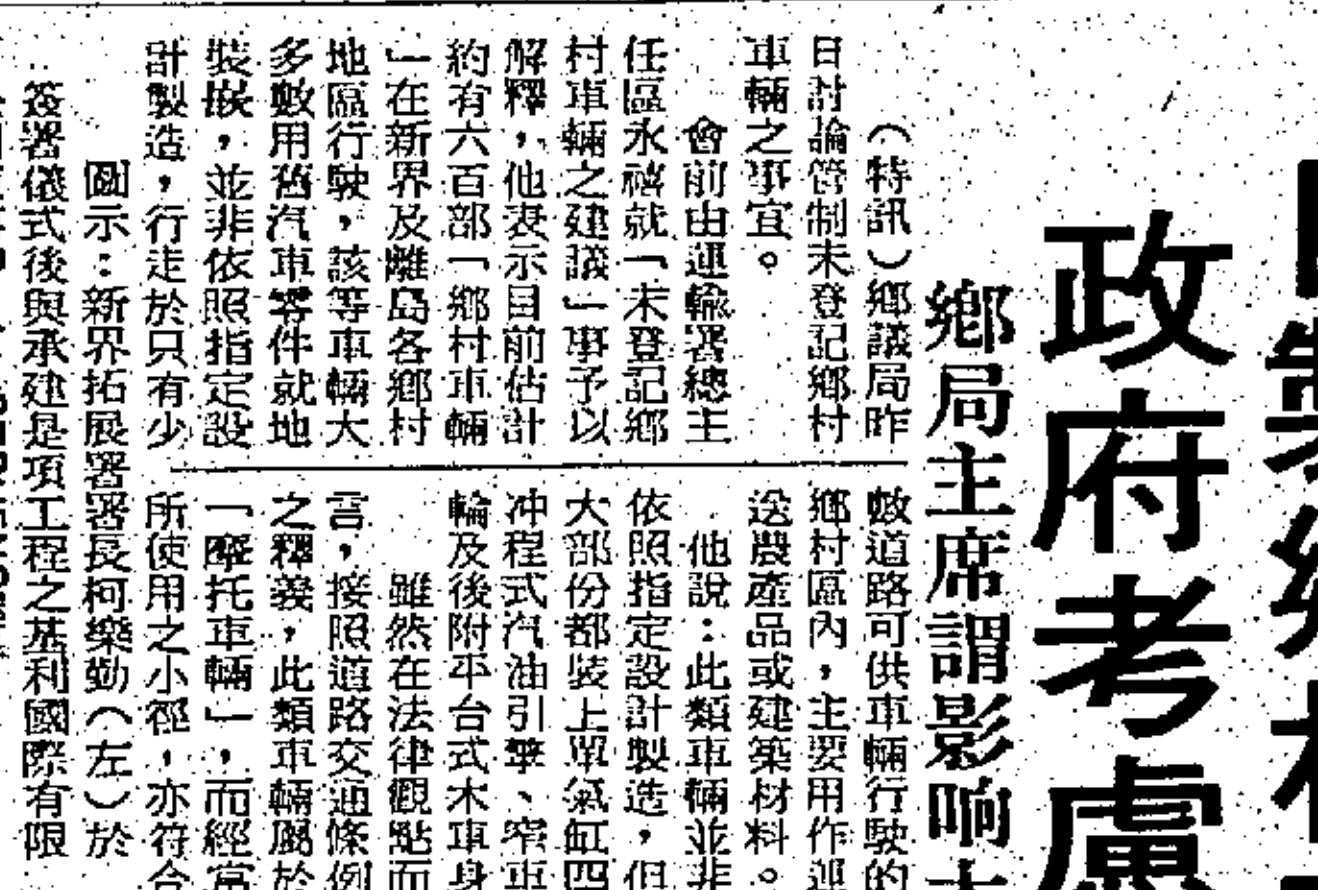 政府考慮
鄉局主席謂影响
（特訊）鄉議局昨
日討論管制未登記鄉村
車輛之事宜。
會前由運輸署總主
任區永禧就「未登記鄉
村車輛之建議」事予以
解釋，他表示目前估計
約有六百部「鄉村車輛
」在新界及離島各鄉村
地區行駛，該等車輛大
多數用舊汽車零件就地
裝嵌，並非依照指定設
計製造，行走於只有少
數道路可供車輛行駛的
鄉村區內，主要用作運
送農產品或建築材料。
他說：此類車輛並非
依照指定設計製造，但
大部份都裝上單氣缸四
冲程式汽油引擎、窄車
輪及後附平台式木車身
雖然在法律觀點而
言，接照道路交通條例
之釋義，此類車輛屬於
「摩托車輛」，而經常
所使用之小徑，亦符合
圖示：新界拓展署署長柯樂勤（左）於
簽署儀式後與承建是項工程之基利國際有限